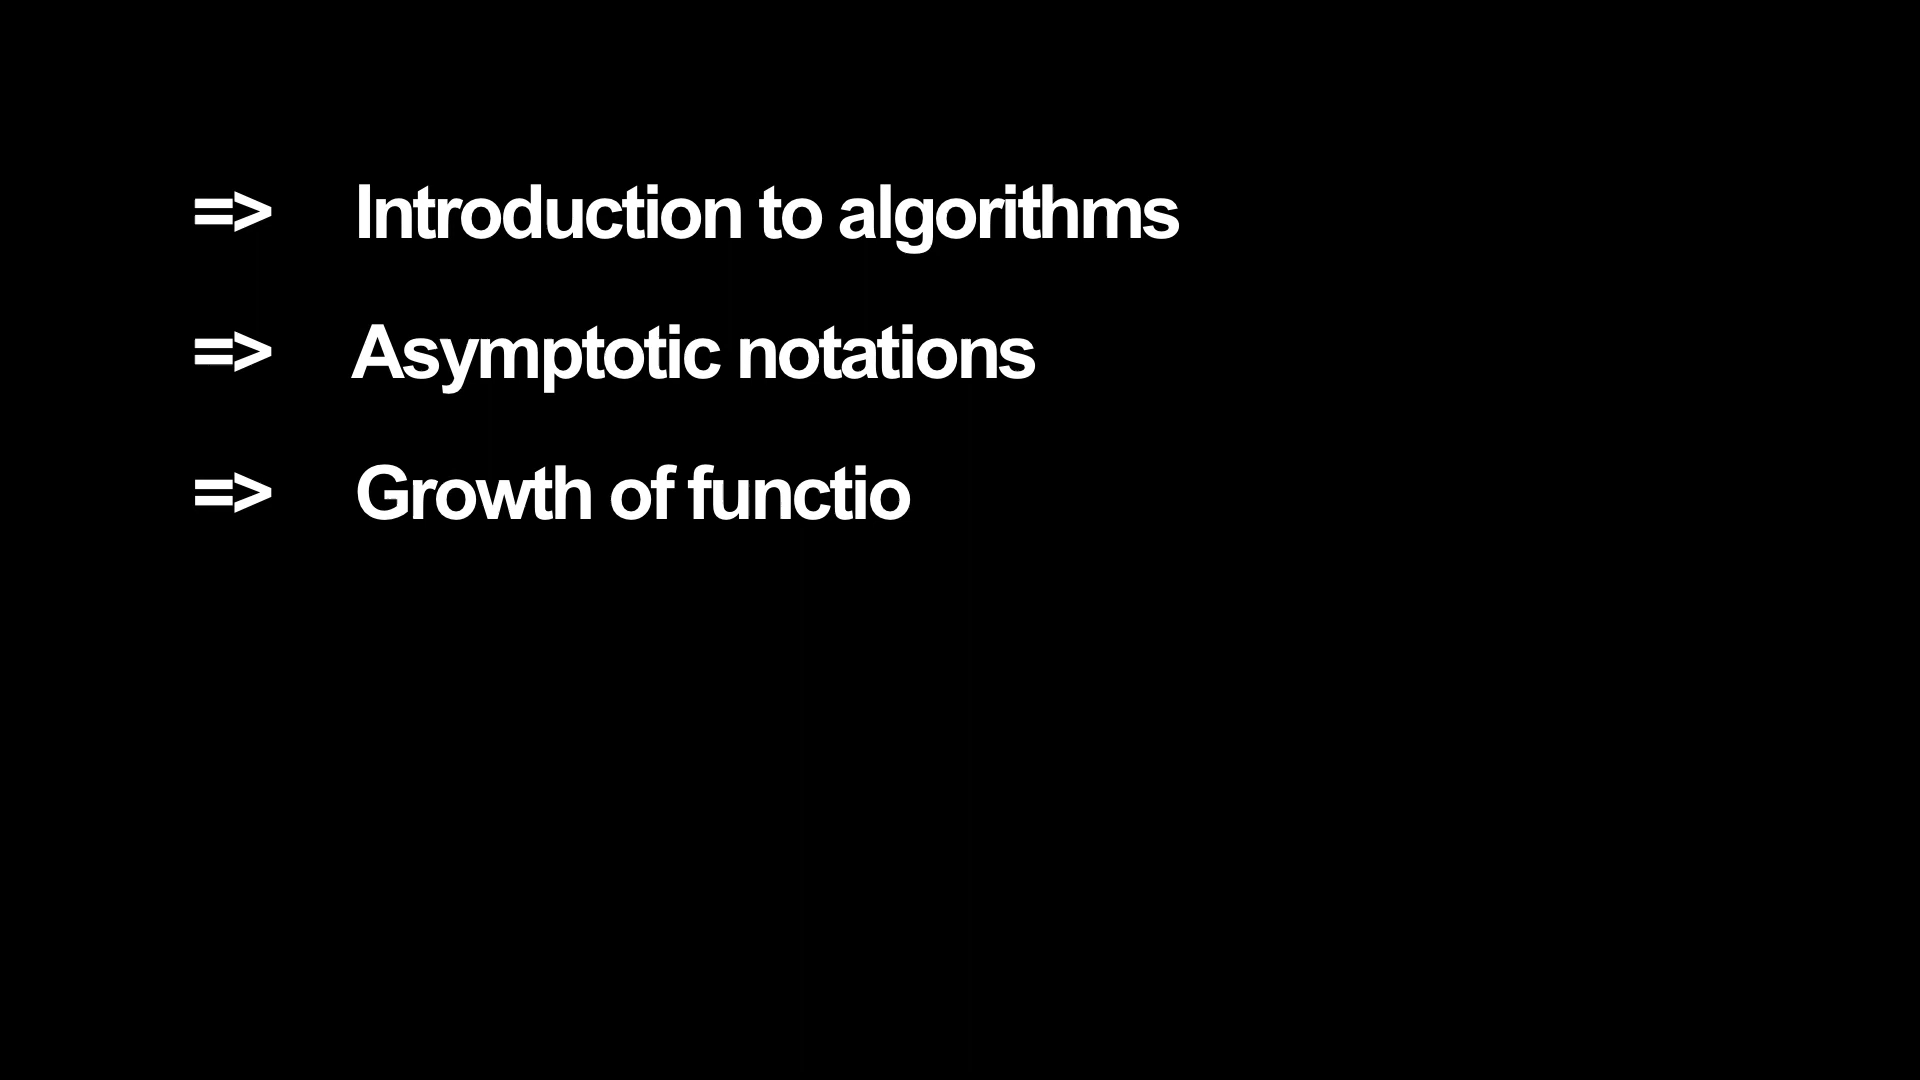 => Introduction to algorithms
=> Asymptotic notations
=> Growth of functio